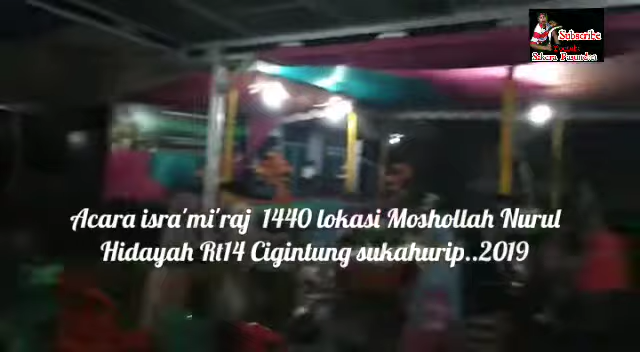 Subscribe
Acara isra'mi'raj 1440 lokasi Moshollah Nurul
Hidayah Rt14 Cigintung sukahurip..2019